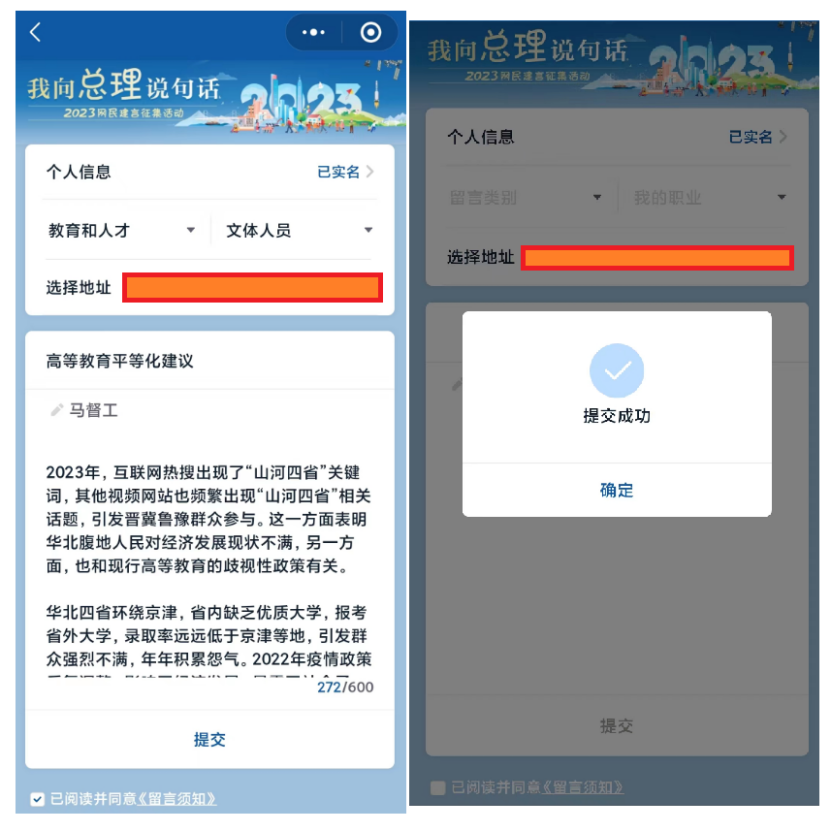 我向总理说句话
2023
2023网民建言征集活动
个人信息 已实名
教育和人才 文体人员
选择地址
高等教育平等化建议
马督工
2023年，互联网热搜出现了“山河四省”关键
词，其他视频网站也频繁出现“山河四省”相关
话题，引发晋冀鲁豫群众参与。这一方面表明
华北腹地人民对经济发展现状不满，另一方
面，也和现行高等教育的歧视性政策有关。
华北四省环绕京津，省内缺乏优质大学，报考
省外大学，录取率远远低于京津等地，引发群
众强烈不满，年年积累怨气。2022年疫情政策
272/600
提交
已阅读并同意《留言须知》
我向总理说句话
2023
2023网民建言征集活动
个人信息 已实名
留言类别 我的职业
选择地址
提交成功
确定
提交
已阅读并同意《留言须知》